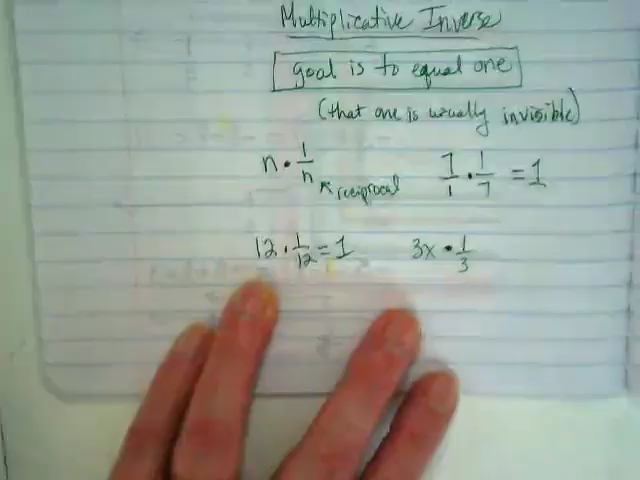 Multiplicative Inverse
goal is to equal one
(that one is usually invisible)
n · 1/n ↖ reciprocal
7/1 · 1/7 = 1
12 · 1/12 = 1
3x · 1/3